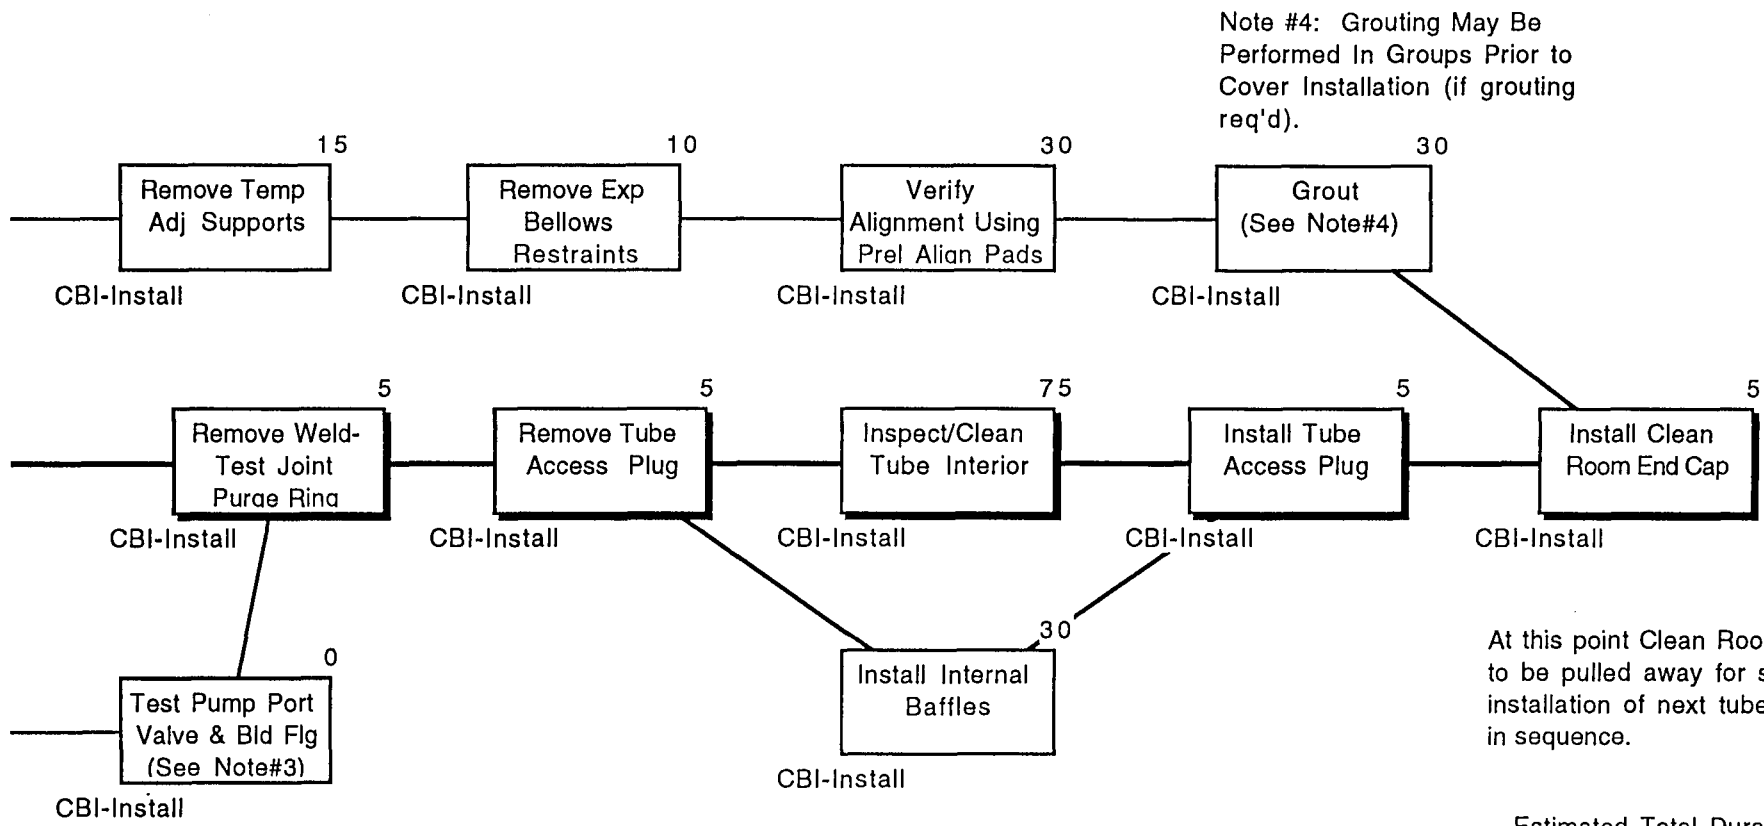 Note #4: Grouting May Be
Performed In Groups Prior to
Cover Installation (if grouting
req'd).
15
Remove Temp
Adj Supports
CBI-Install
10
Remove Exp
Bellows
Restraints
CBI-Install
30
Verify
Alignment Using
Prel Align Pads
CBI-Install
30
Grout
(See Note#4)
CBI-Install
5
Remove Weld-
Test Joint
Purge Ring
CBI-Install
5
Remove Tube
Access Plug
CBI-Install
75
Inspect/Clean
Tube Interior
CBI-Install
5
Install Tube
Access Plug
CBI-Install
5
Install Clean
Room End Cap
CBI-Install
0
Test Pump Port
Valve & Bld Flg
(See Note#3)
CBI-Install
30
Install Internal
Baffles
CBI-Install
At this point Clean Roo
to be pulled away for s
installation of next tube
in sequence.
Estimated Total Dura